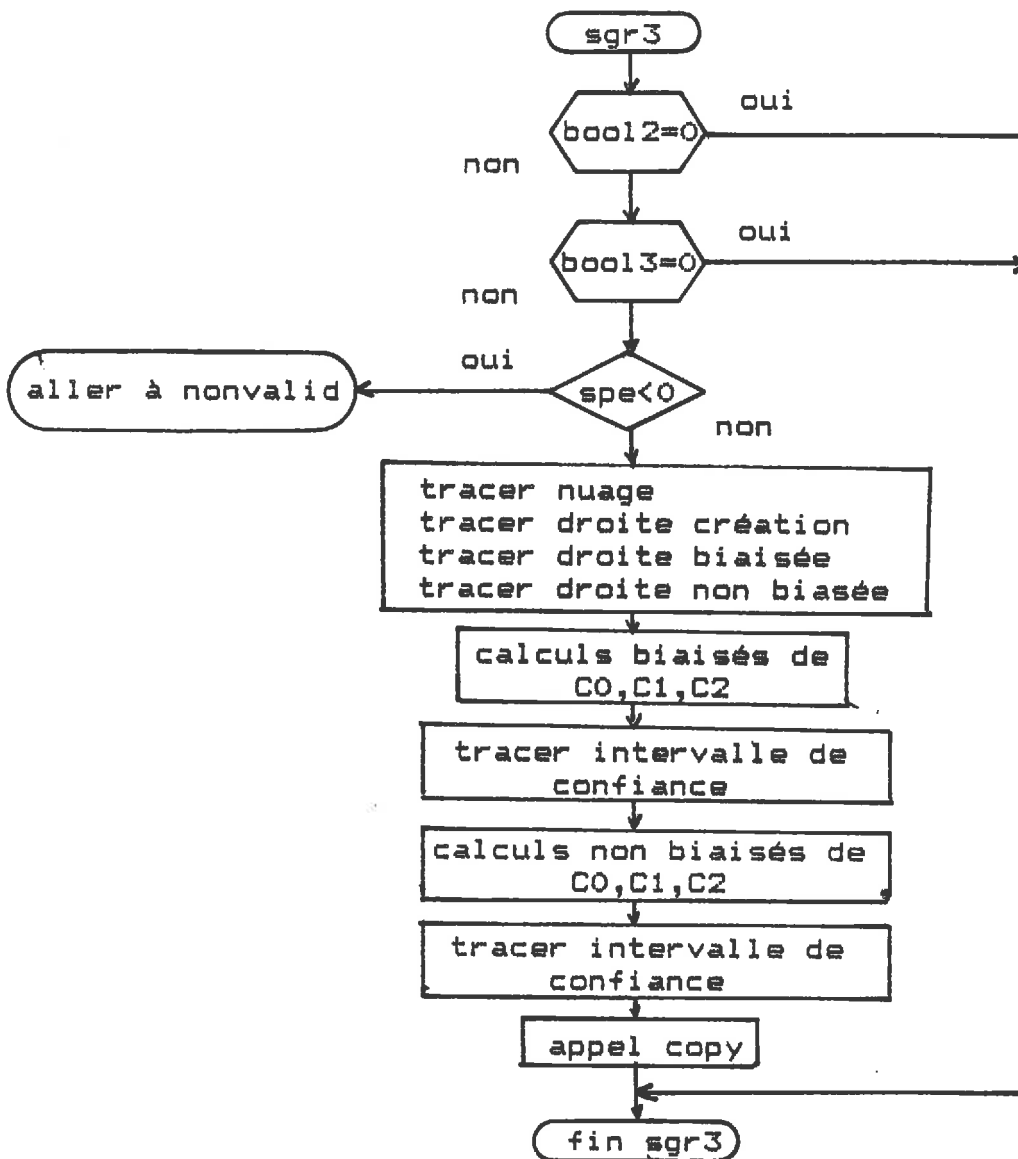 sgr3
oui
bool2=0
non
oui
bool3=0
non
oui
aller à nonvalid
spe<0
non
tracer nuage
tracer droite création
tracer droite biaisée
tracer droite non biasée
calculs biaisés de
C0,C1,C2
tracer intervalle de
confiance
calculs non biaisés de
C0,C1,C2
tracer intervalle de
confiance
appel copy
fin sgr3